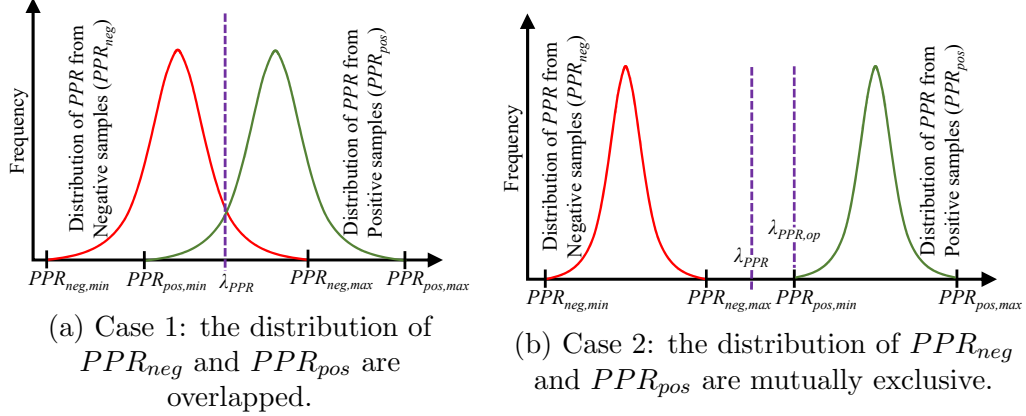 Frequency
Distribution of PPR from
Negative samples (PPR_neg)
Distribution of PPR from
Positive samples (PPR_pos)
PPR_neg,min
PPR_pos,min
λ_PPR
PPR_neg,max
PPR_pos,max
(a) Case 1: the distribution of
PPR_neg and PPR_pos are
overlapped.
Frequency
Distribution of PPR from
Negative samples (PPR_neg)
λ_PPR
λ_PPR,op
Distribution of PPR from
Positive samples (PPR_pos)
PPR_neg,min
PPR_neg,max
PPR_pos,min
PPR_pos,max
(b) Case 2: the distribution of PPR_neg
and PPR_pos are mutually exclusive.